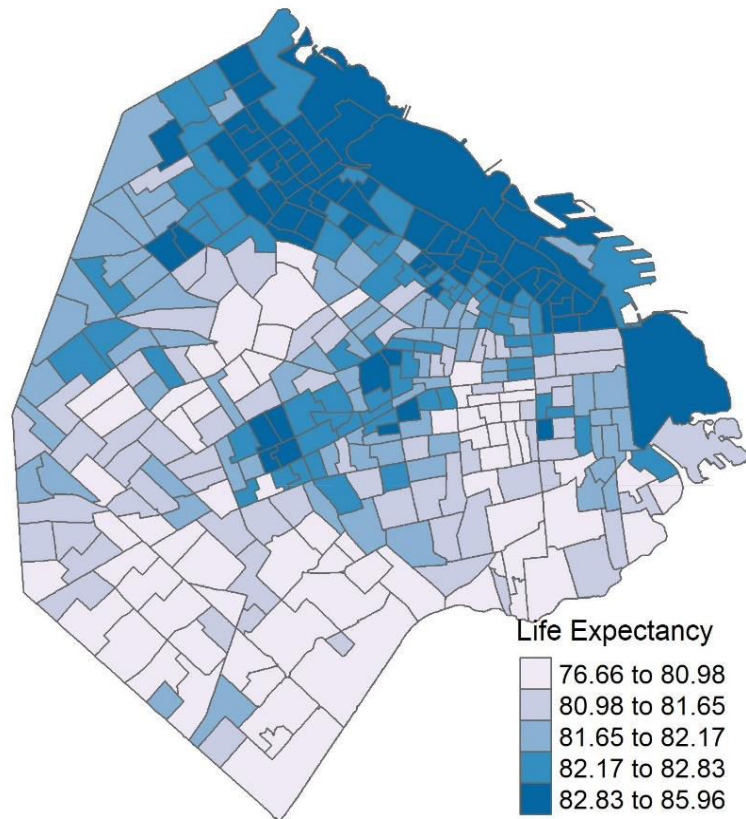 Life Expectancy
76.66 to 80.98
80.98 to 81.65
81.65 to 82.17
82.17 to 82.83
82.83 to 85.96